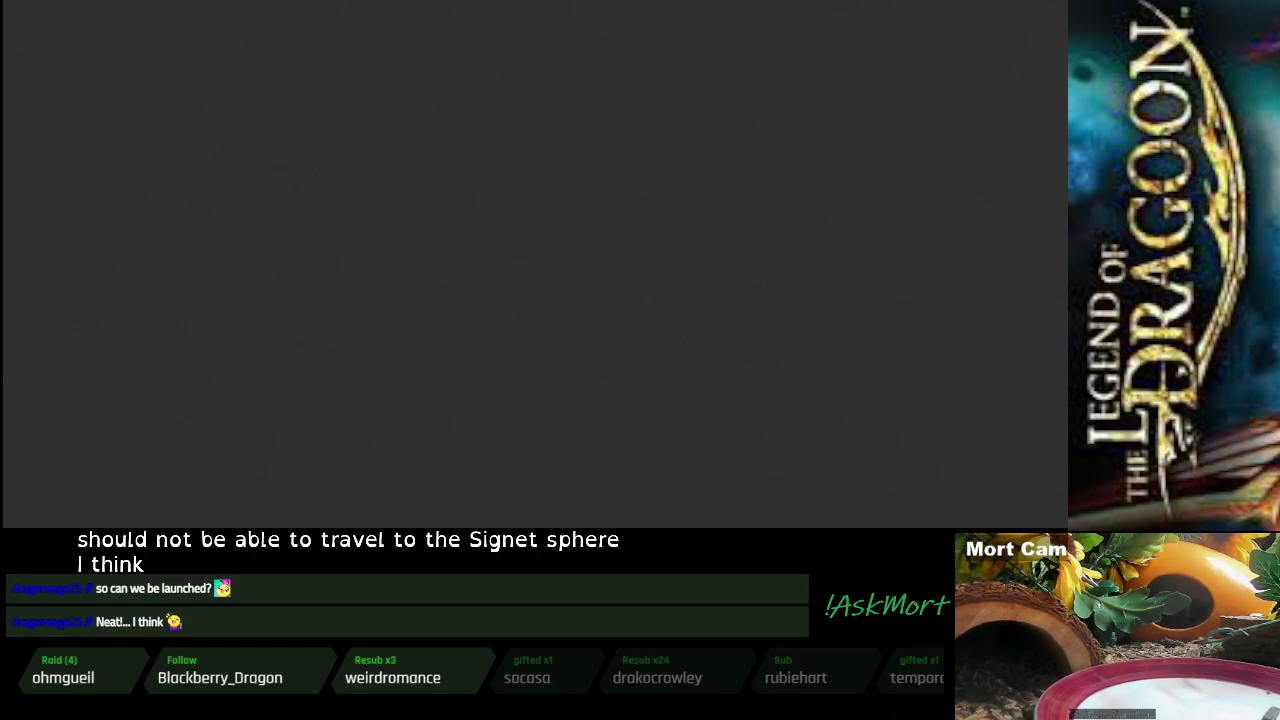 THE LEGEND OF
DRAGOON
should not be able to travel to the Signet sphere
I think
so can we be launched?
Neat!... I think
!AskMort
Mort Cam
Raid (4)
ohmgueil
Follow
Blackberry_Dragon
Resub x3
weirdromance
gifted x1
socasa
Resub x24
drakocrowley
Sub
rubiehart
gifted x1
tempora